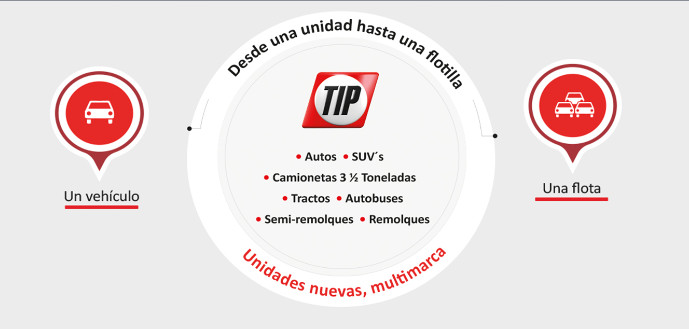 Desde una unidad hasta una flotilla
TIP
• Autos • SUV´s
• Camionetas 3 ½ Toneladas
• Tractos • Autobuses
• Semi-remolques • Remolques
Unidades nuevas, multimarca
Un vehículo
Una flota